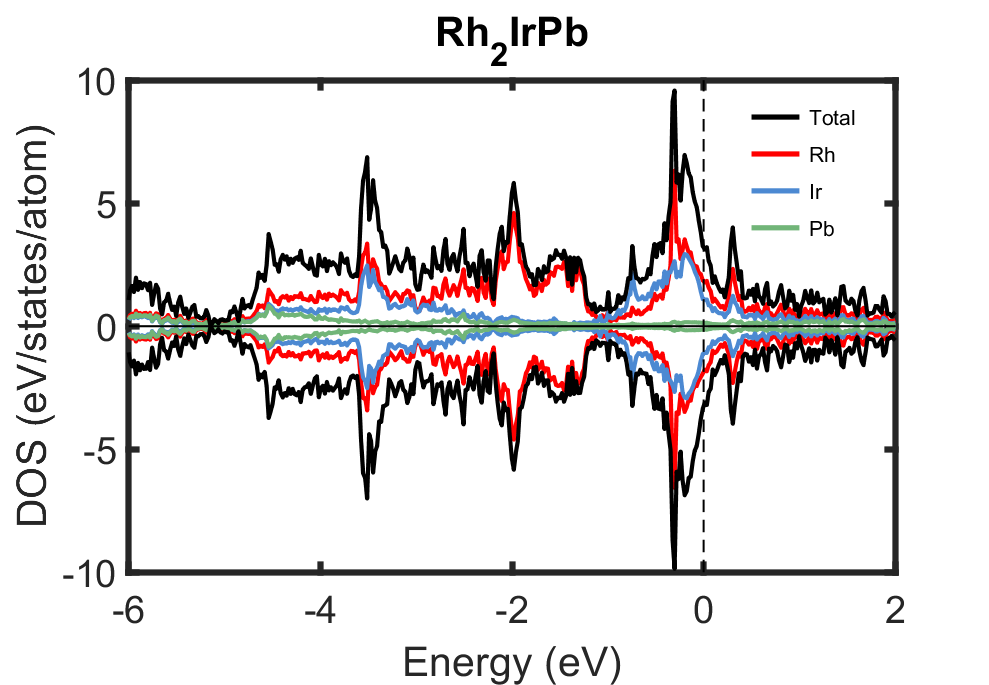 Rh2IrPb
10
5
0
-5
-10
DOS (eV/states/atom)
Total
Rh
Ir
Pb
-6
-4
-2
0
2
Energy (eV)